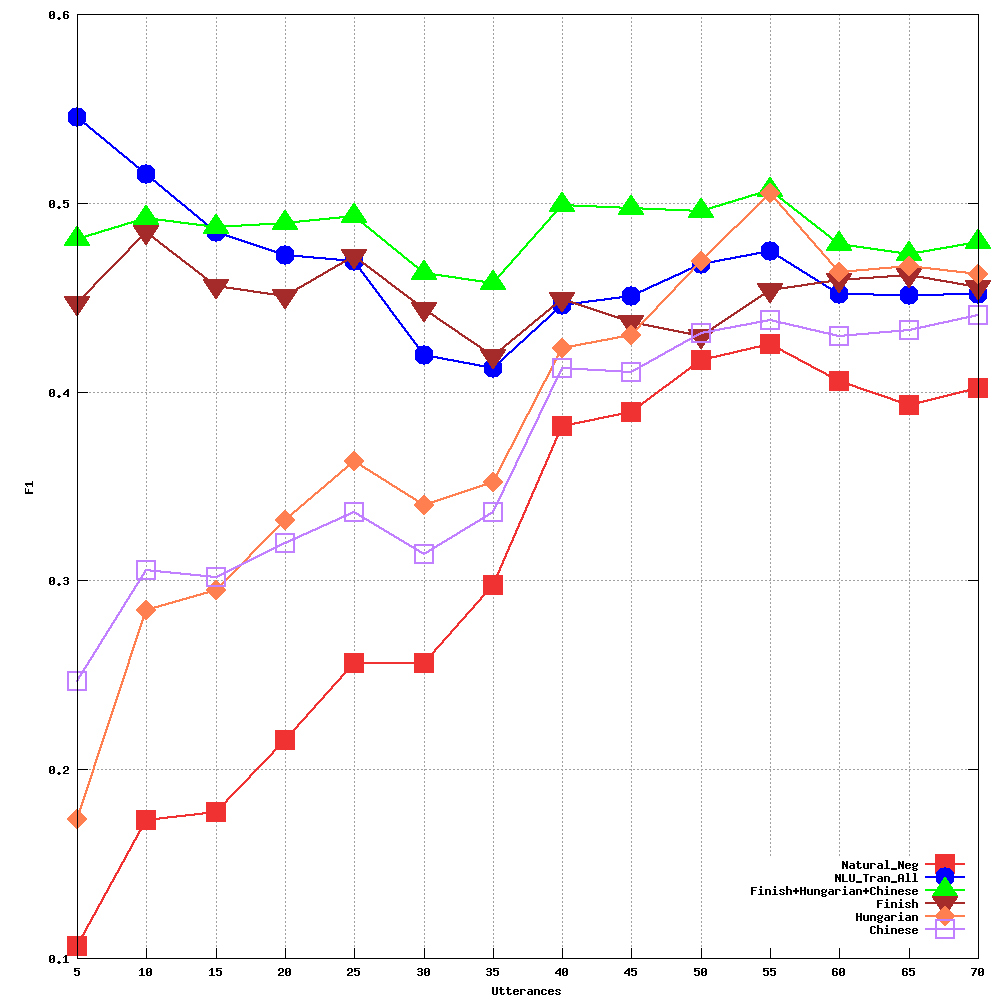 0.6
0.5
0.4
F1
0.3
0.2
Natural_Neg
NLU_Tran_All
Finish+Hungarian+Chinese
Finish
Hungarian
Chinese
0.1
5 10 15 20 25 30 35 40 45 50 55 60 65 70
Utterances